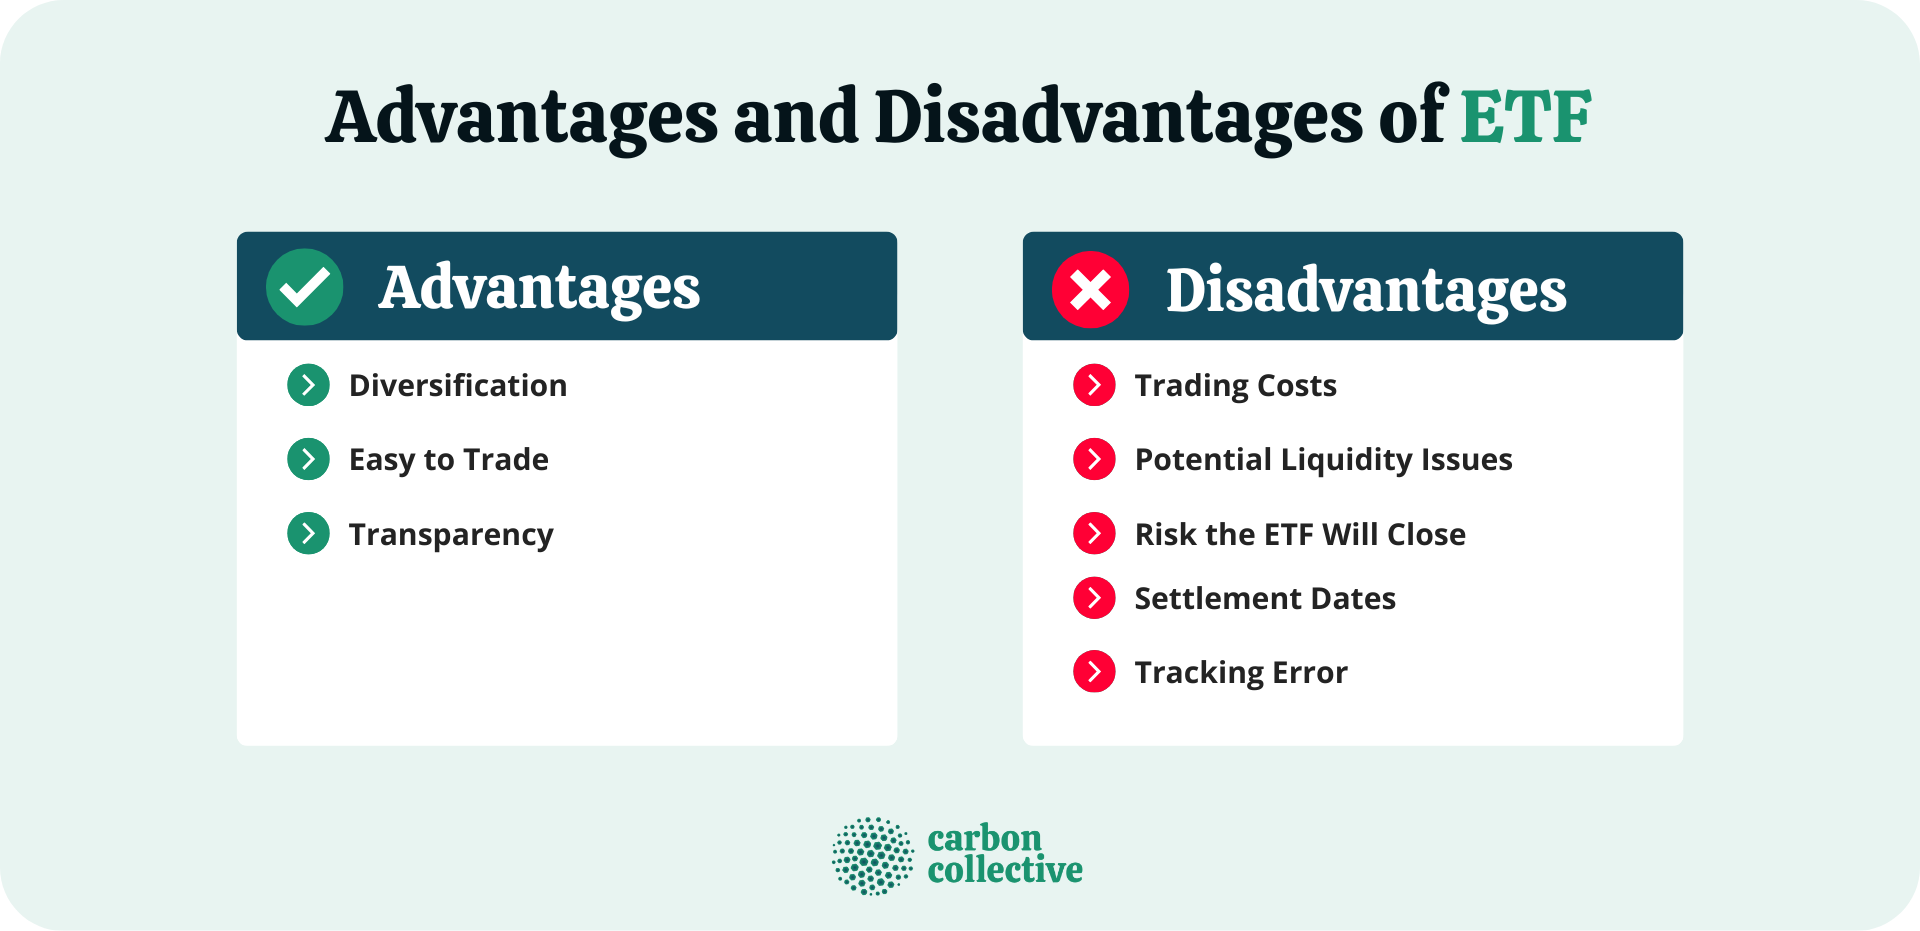 Advantages and Disadvantages of ETF
Advantages
Diversification
Easy to Trade
Transparency
Disadvantages
Trading Costs
Potential Liquidity Issues
Risk the ETF Will Close
Settlement Dates
Tracking Error
carbon
collective